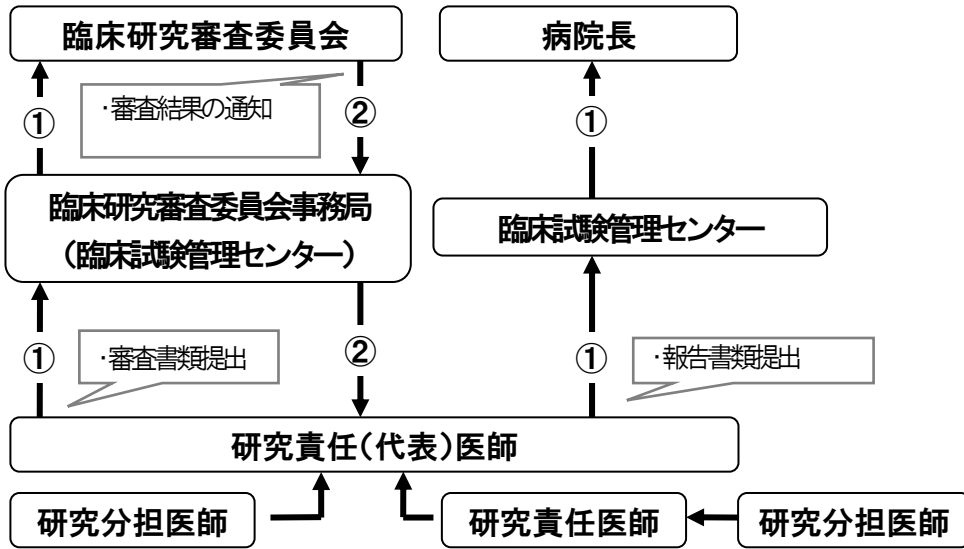 臨床研究審査委員会
病院長
①
・審査結果の通知
②
①
臨床研究審査委員会事務局
(臨床試験管理センター)
臨床試験管理センター
①
・審査書類提出
②
①
・報告書類提出
研究責任(代表)医師
研究分担医師
研究責任医師
研究分担医師